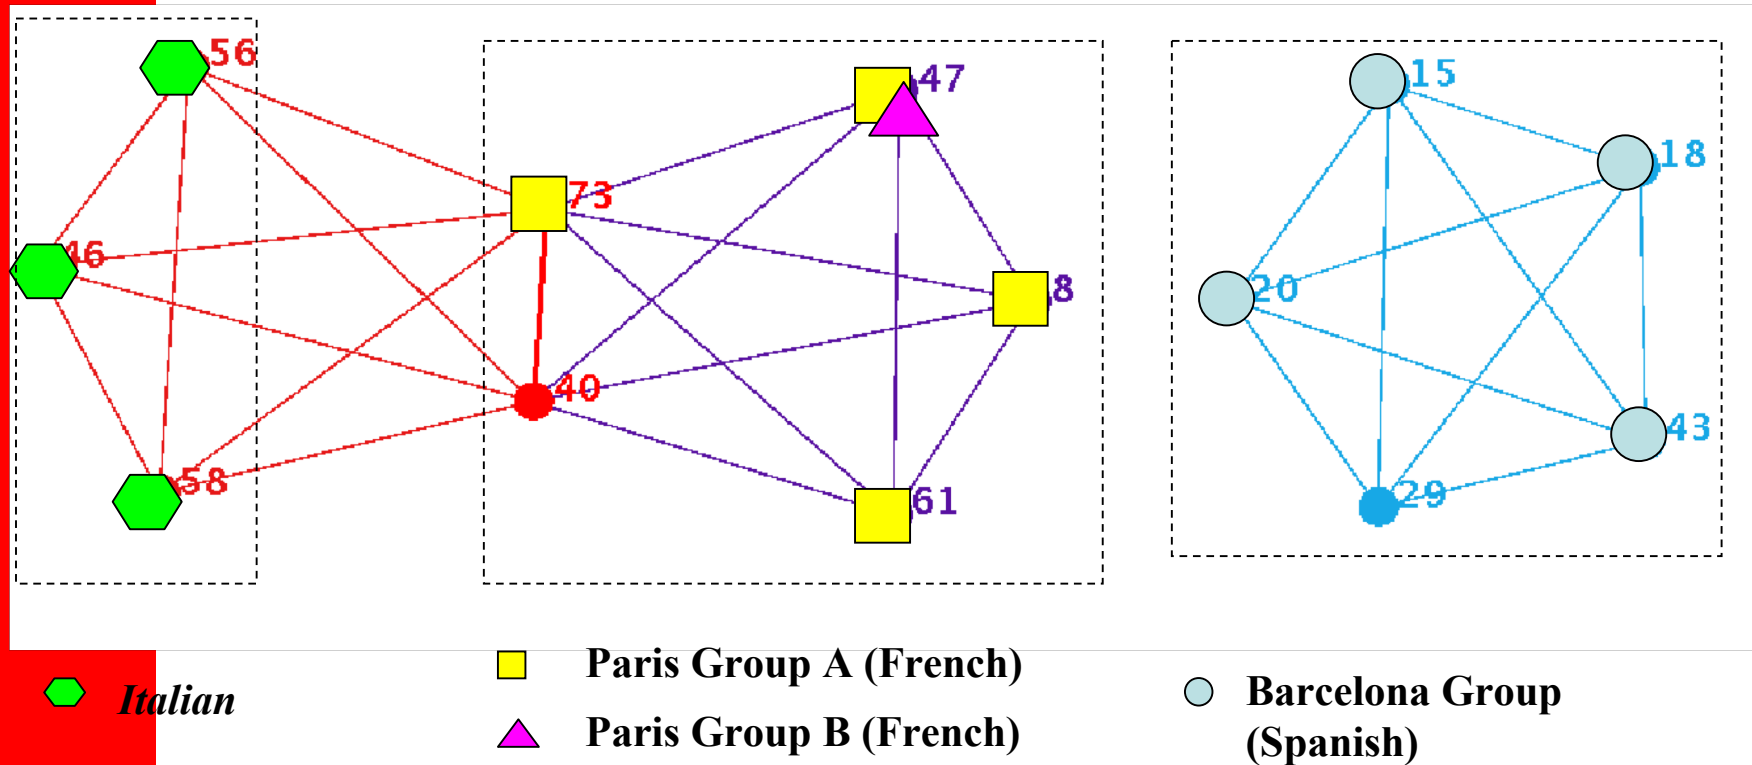 56
47
15
18
73
46
8
20
40
43
58
61
29
Italian
Paris Group A (French)
Paris Group B (French)
Barcelona Group
(Spanish)